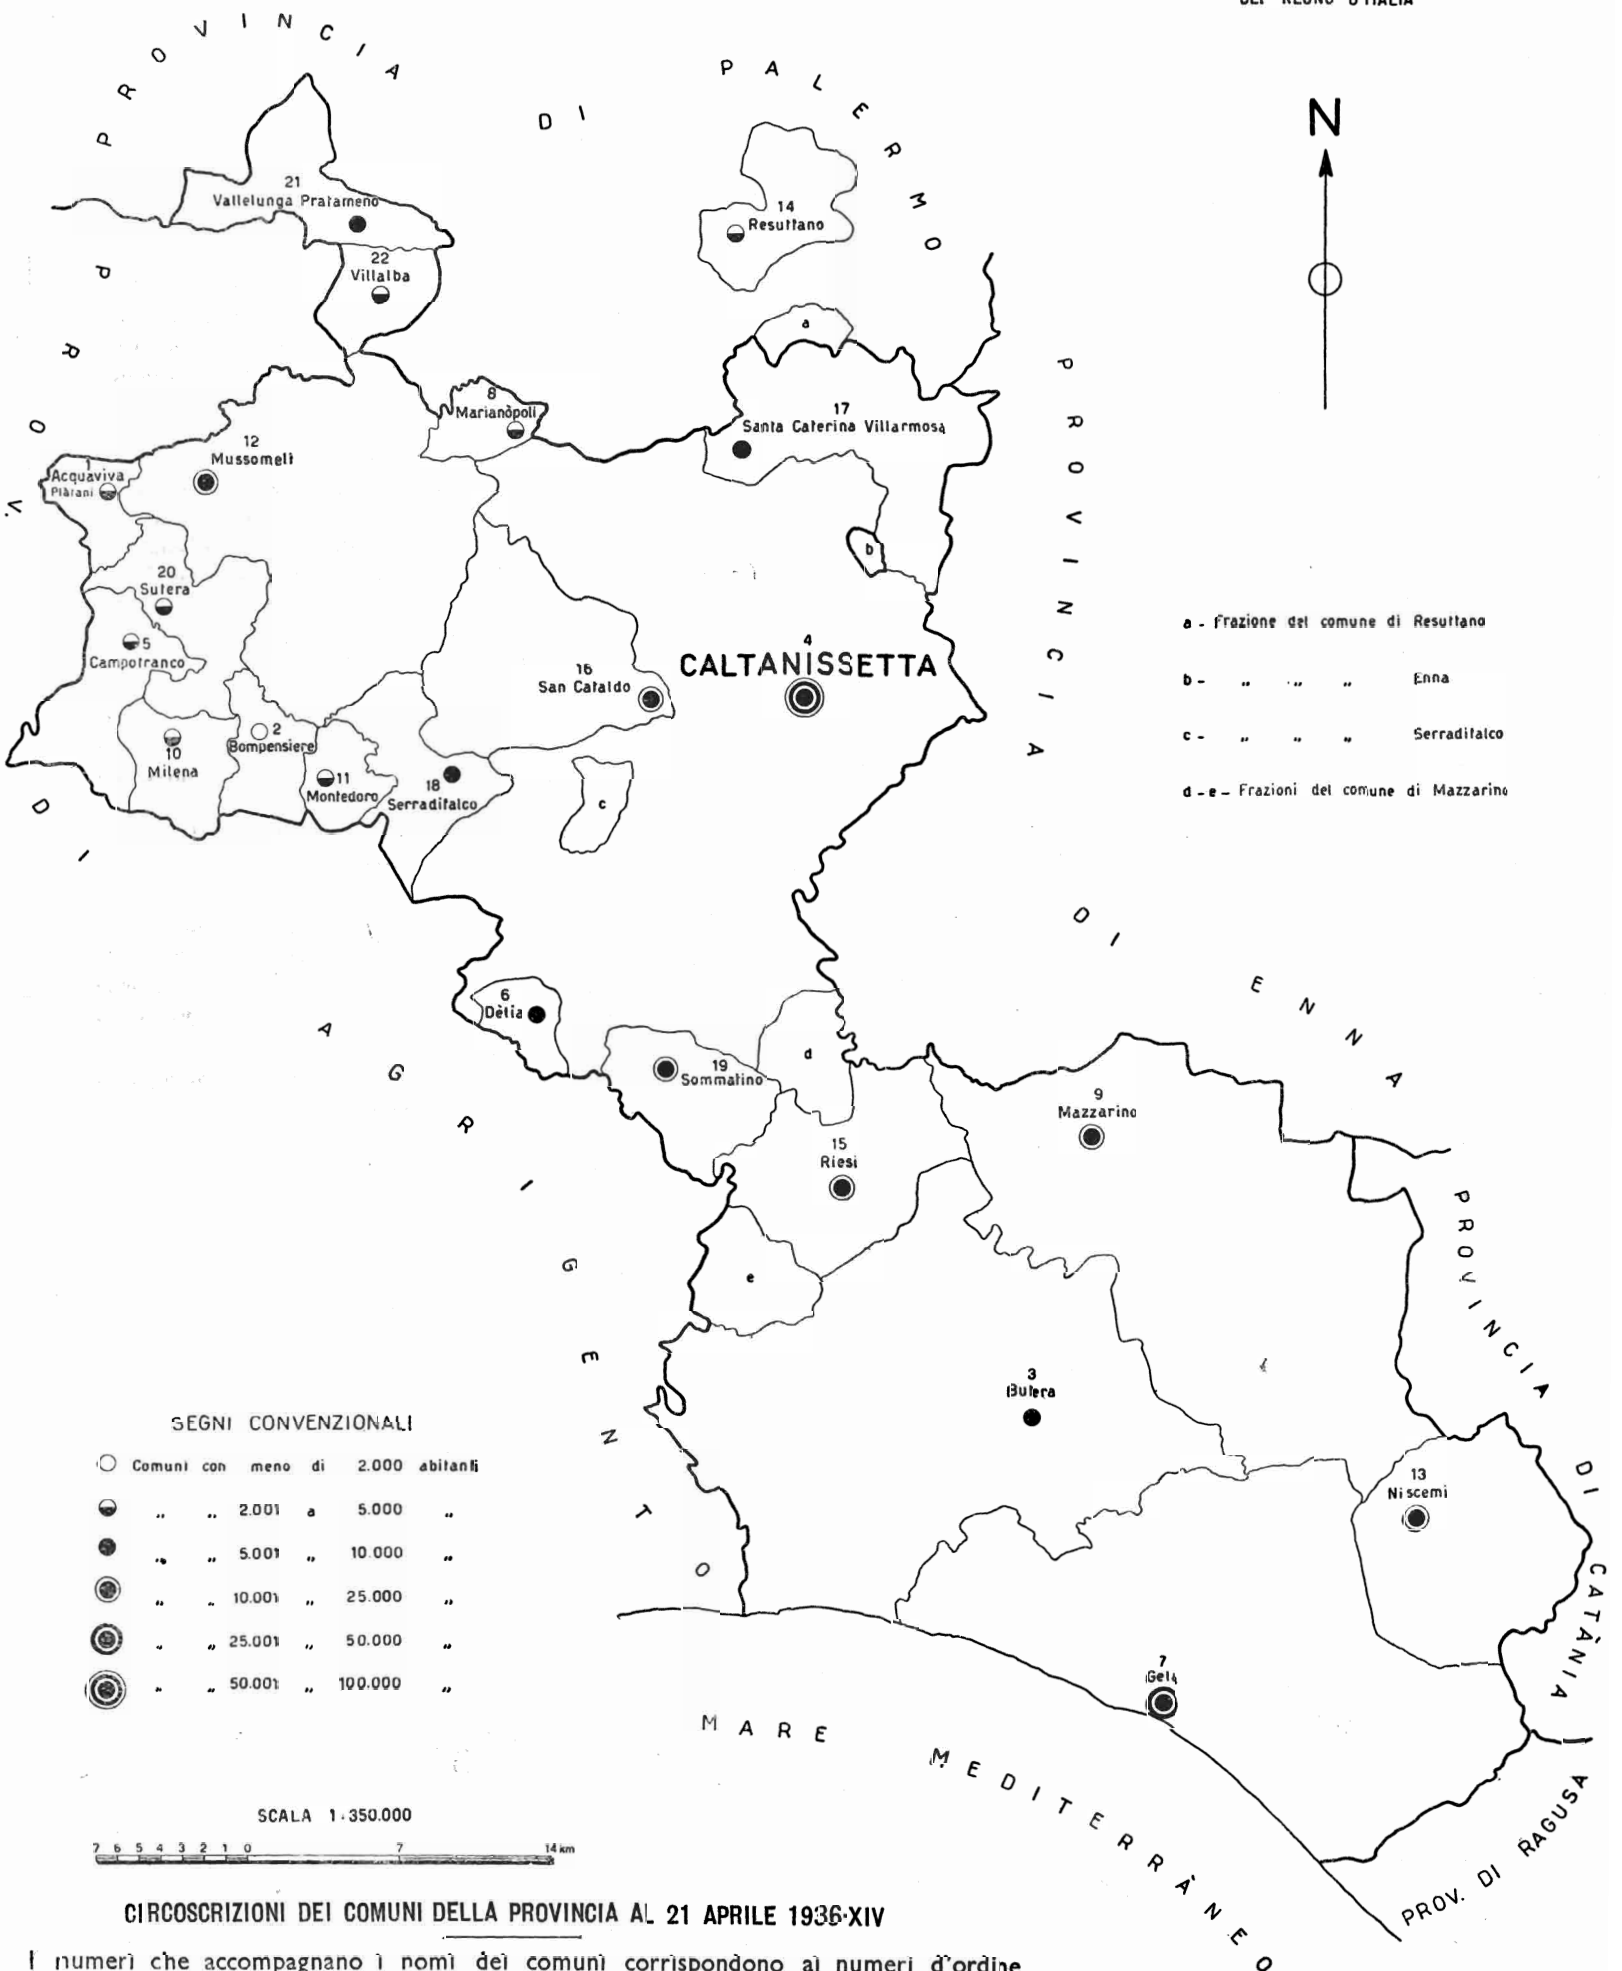 DEL REGNO D'ITALIA
PROVINCIA DI PALERMO
N
21
Vallelunga Pratameno
14
Resuttano
22
Villalba
a
8
Marianòpoli
17
Santa Caterina Villarmosa
12
Mussomeli
1
Acquaviva
Plàtani
b
20
Sutera
5
Campofranco
4
CALTANISSETTA
16
San Cataldo
2
Bompensiere
10
Milena
11
Montedoro
18
Serradifalco
c
PROVINCIA DI ENNA
a - Frazione del comune di Resuttano
b - „ „ „ Enna
c - „ „ „ Serradifalco
d - e - Frazioni del comune di Mazzarino
PROV. DI AGRIGENTO
6
Dèlia
19
Sommatino
d
9
Mazzarino
15
Riesi
e
3
Butera
13
Niscemi
7
Gela
PROVINCIA DI CATÀNIA
PROV. DI RAGUSA
MARE MEDITERRÀNEO
SEGNI CONVENZIONALI
Comuni con meno di 2.000 abitanti
„ „ 2.001 a 5.000 „
„ „ 5.001 „ 10.000 „
„ „ 10.001 „ 25.000 „
„ „ 25.001 „ 50.000 „
„ „ 50.001 „ 100.000 „
SCALA 1:350.000
7 6 5 4 3 2 1 0 7 14 km
CIRCOSCRIZIONI DEI COMUNI DELLA PROVINCIA AL 21 APRILE 1936-XIV
I numeri che accompagnano i nomi dei comuni corrispondono ai numeri d'ordine